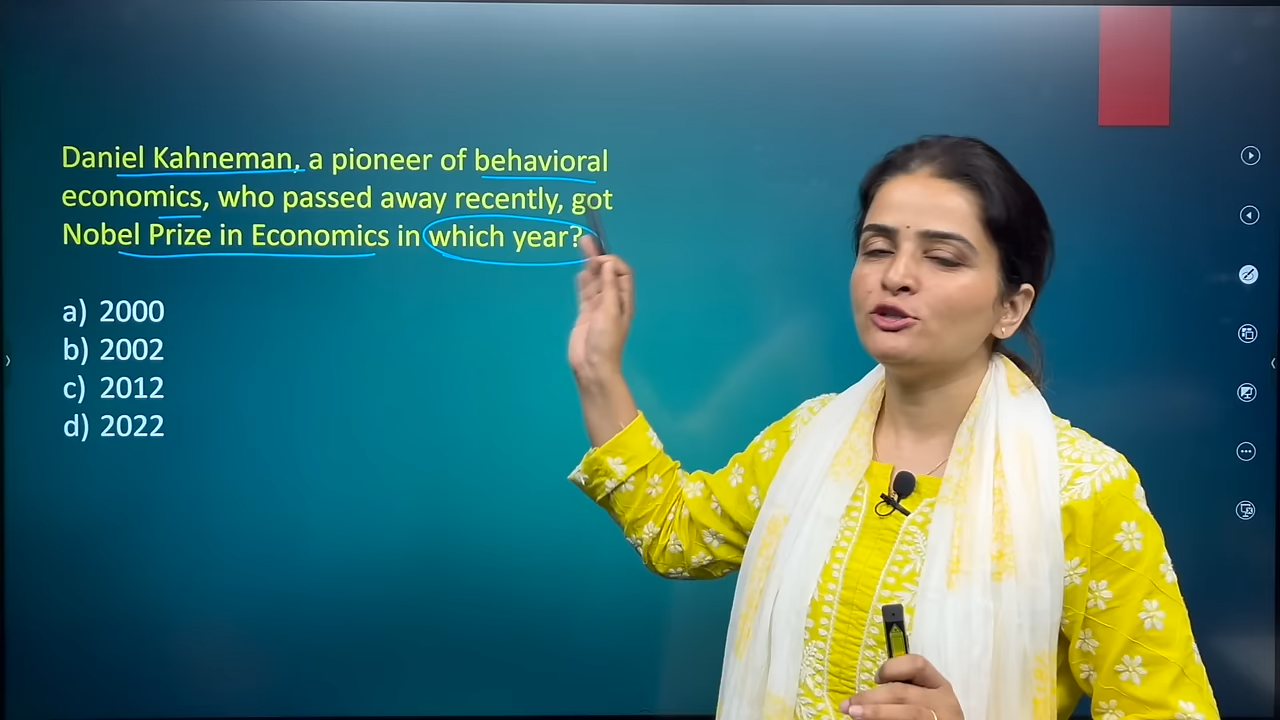 Daniel Kahneman, a pioneer of behavioral
economics, who passed away recently, got
Nobel Prize in Economics in which year?
a) 2000
b) 2002
c) 2012
d) 2022